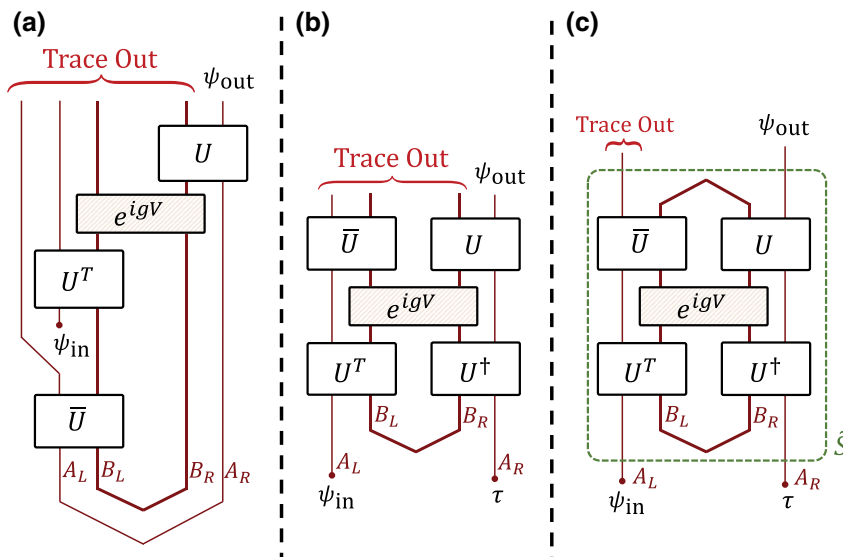 (a)
Trace Out
ψout
U
e^{igV}
U^T
ψin
U̅
A_L B_L B_R A_R
(b)
Trace Out
ψout
U̅ U
e^{igV}
U^T U^†
B_L B_R
A_L A_R
ψin τ
(c)
Trace Out
ψout
U̅ U
e^{igV}
U^T U^†
B_L B_R
A_L A_R
ψin τ